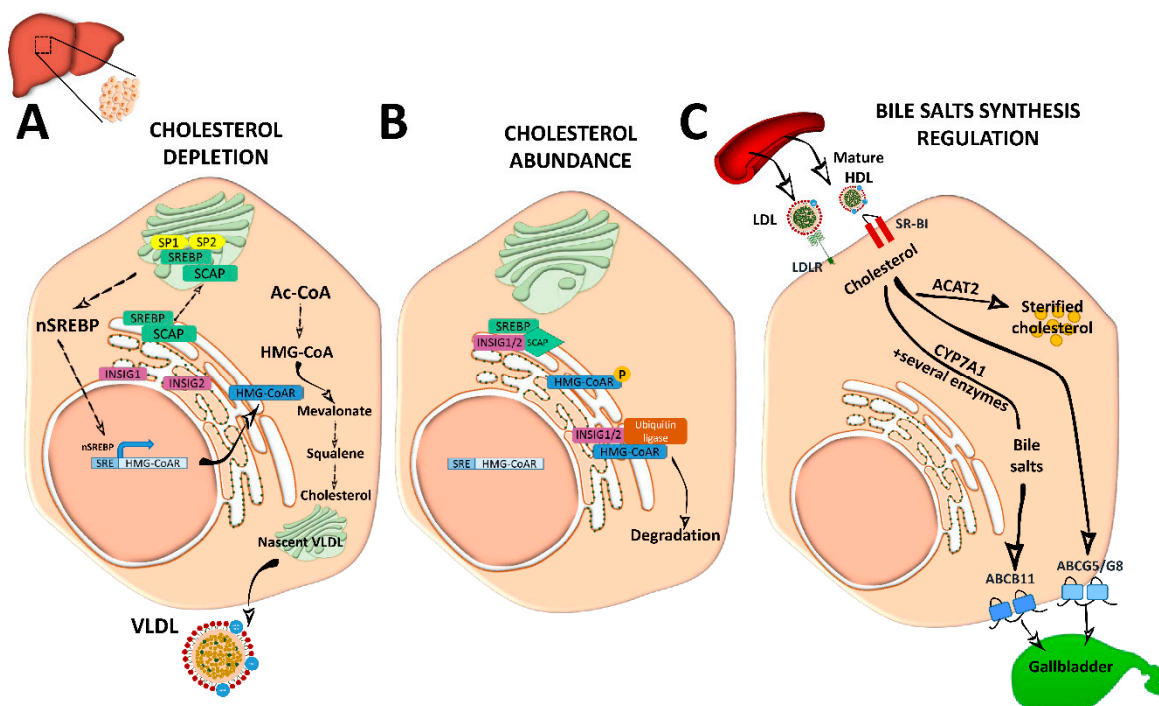 A
CHOLESTEROL
DEPLETION
SP1
SP2
SREBP
SCAP
nSREBP
SREBP
SCAP
Ac-CoA
HMG-CoA
INSIG1
INSIG2
HMG-CoAR
Mevalonate
nSREBP
SRE
HMG-CoAR
Squalene
Cholesterol
Nascent VLDL
VLDL
B
CHOLESTEROL
ABUNDANCE
SREBP
INSIG1/2
SCAP
HMG-CoAR
P
INSIG1/2
Ubiquitin
ligase
HMG-CoAR
SRE
HMG-CoAR
Degradation
C
BILE SALTS SYNTHESIS
REGULATION
Mature
HDL
LDL
SR-BI
LDLR
Cholesterol
ACAT2
Sterified
cholesterol
CYP7A1
+several enzymes
Bile
salts
ABCB11
ABCG5/G8
Gallbladder